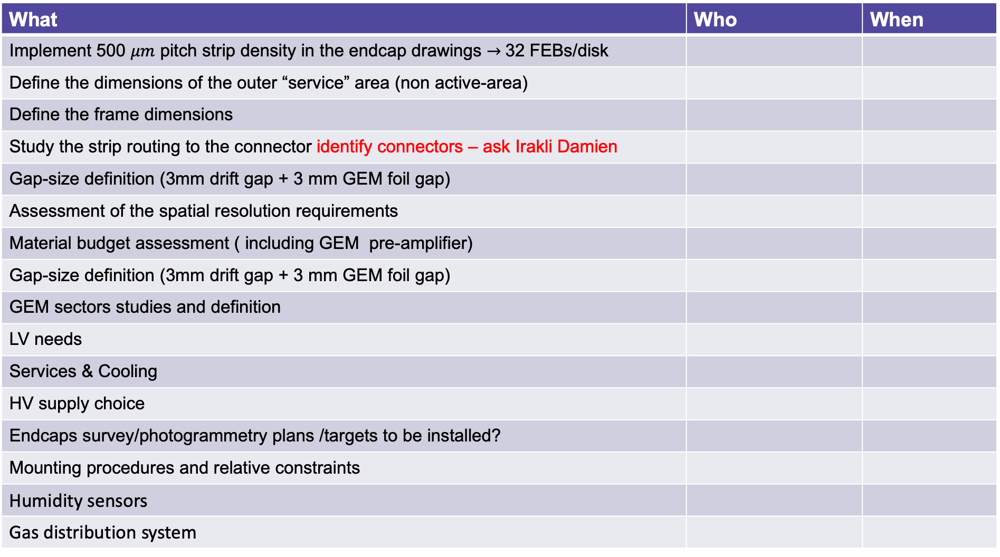 What Who When
Implement 500 𝜇𝑚 pitch strip density in the endcap drawings → 32 FEBs/disk
Define the dimensions of the outer “service” area (non active-area)
Define the frame dimensions
Study the strip routing to the connector identify connectors – ask Irakli Damien
Gap-size definition (3mm drift gap + 3 mm GEM foil gap)
Assessment of the spatial resolution requirements
Material budget assessment ( including GEM  pre-amplifier)
Gap-size definition (3mm drift gap + 3 mm GEM foil gap)
GEM sectors studies and definition
LV needs
Services & Cooling
HV supply choice
Endcaps survey/photogrammetry plans /targets to be installed?
Mounting procedures and relative constraints
Humidity sensors
Gas distribution system